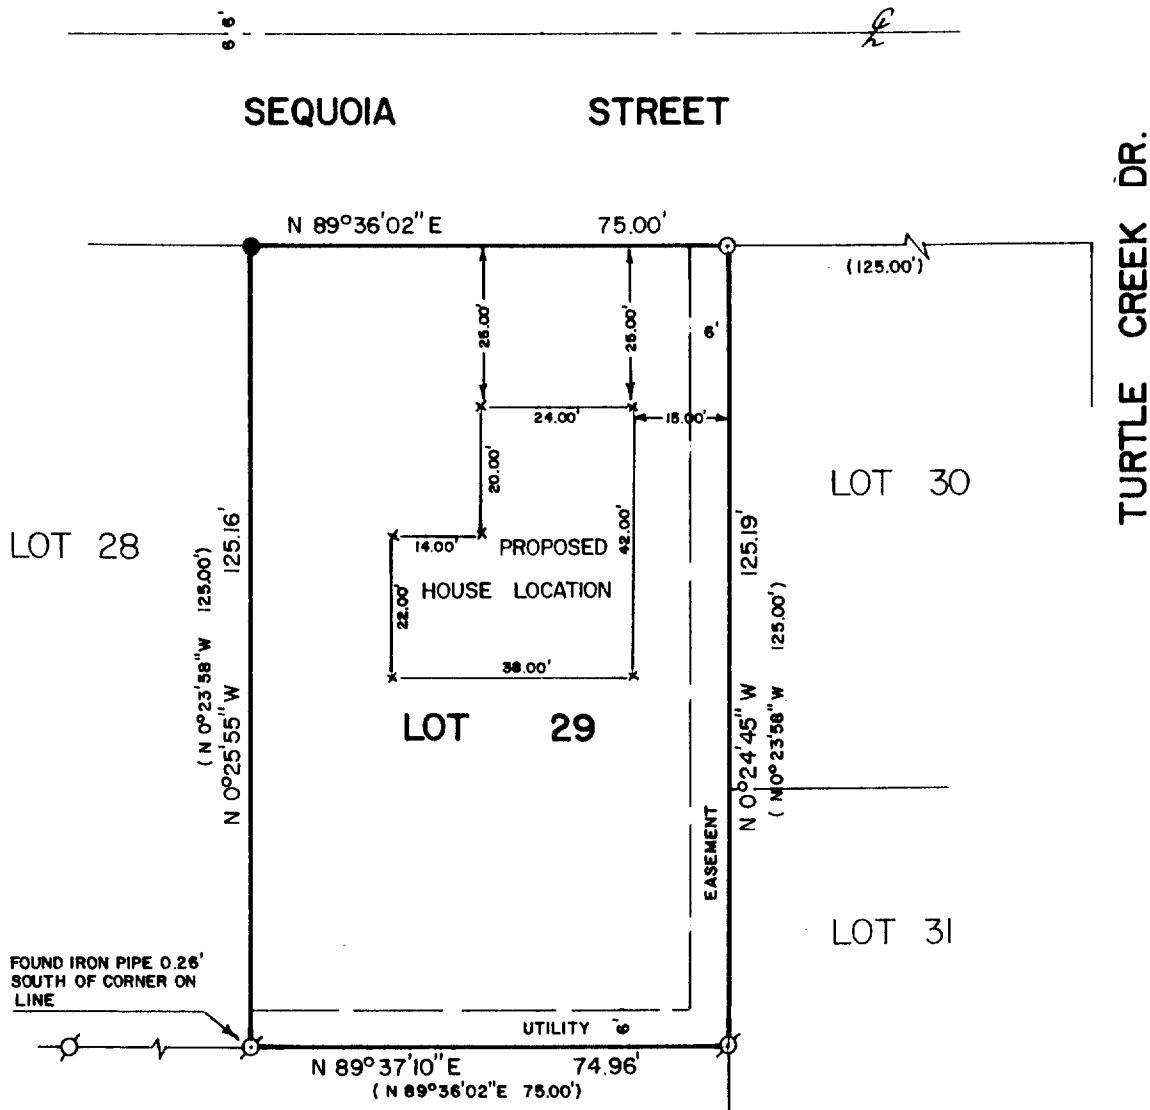 6' 6'
SEQUOIA STREET
TURTLE CREEK DR.
N 89°36'02" E 75.00'
(125.00')
25.00'
25.00'
6'
24.00'
15.00'
20.00'
LOT 30
LOT 28
14.00'
PROPOSED
42.00'
HOUSE LOCATION
22.00'
38.00'
LOT 29
N 0°25'55" W 125.16'
(N 0°23'58" W 125.00')
N 0°24'45" W 125.19'
(N 0°23'58" W 125.00')
EASEMENT
LOT 31
FOUND IRON PIPE 0.26'
SOUTH OF CORNER ON
LINE
UTILITY 6'
N 89°37'10" E 74.96'
(N 89°36'02"E 75.00')